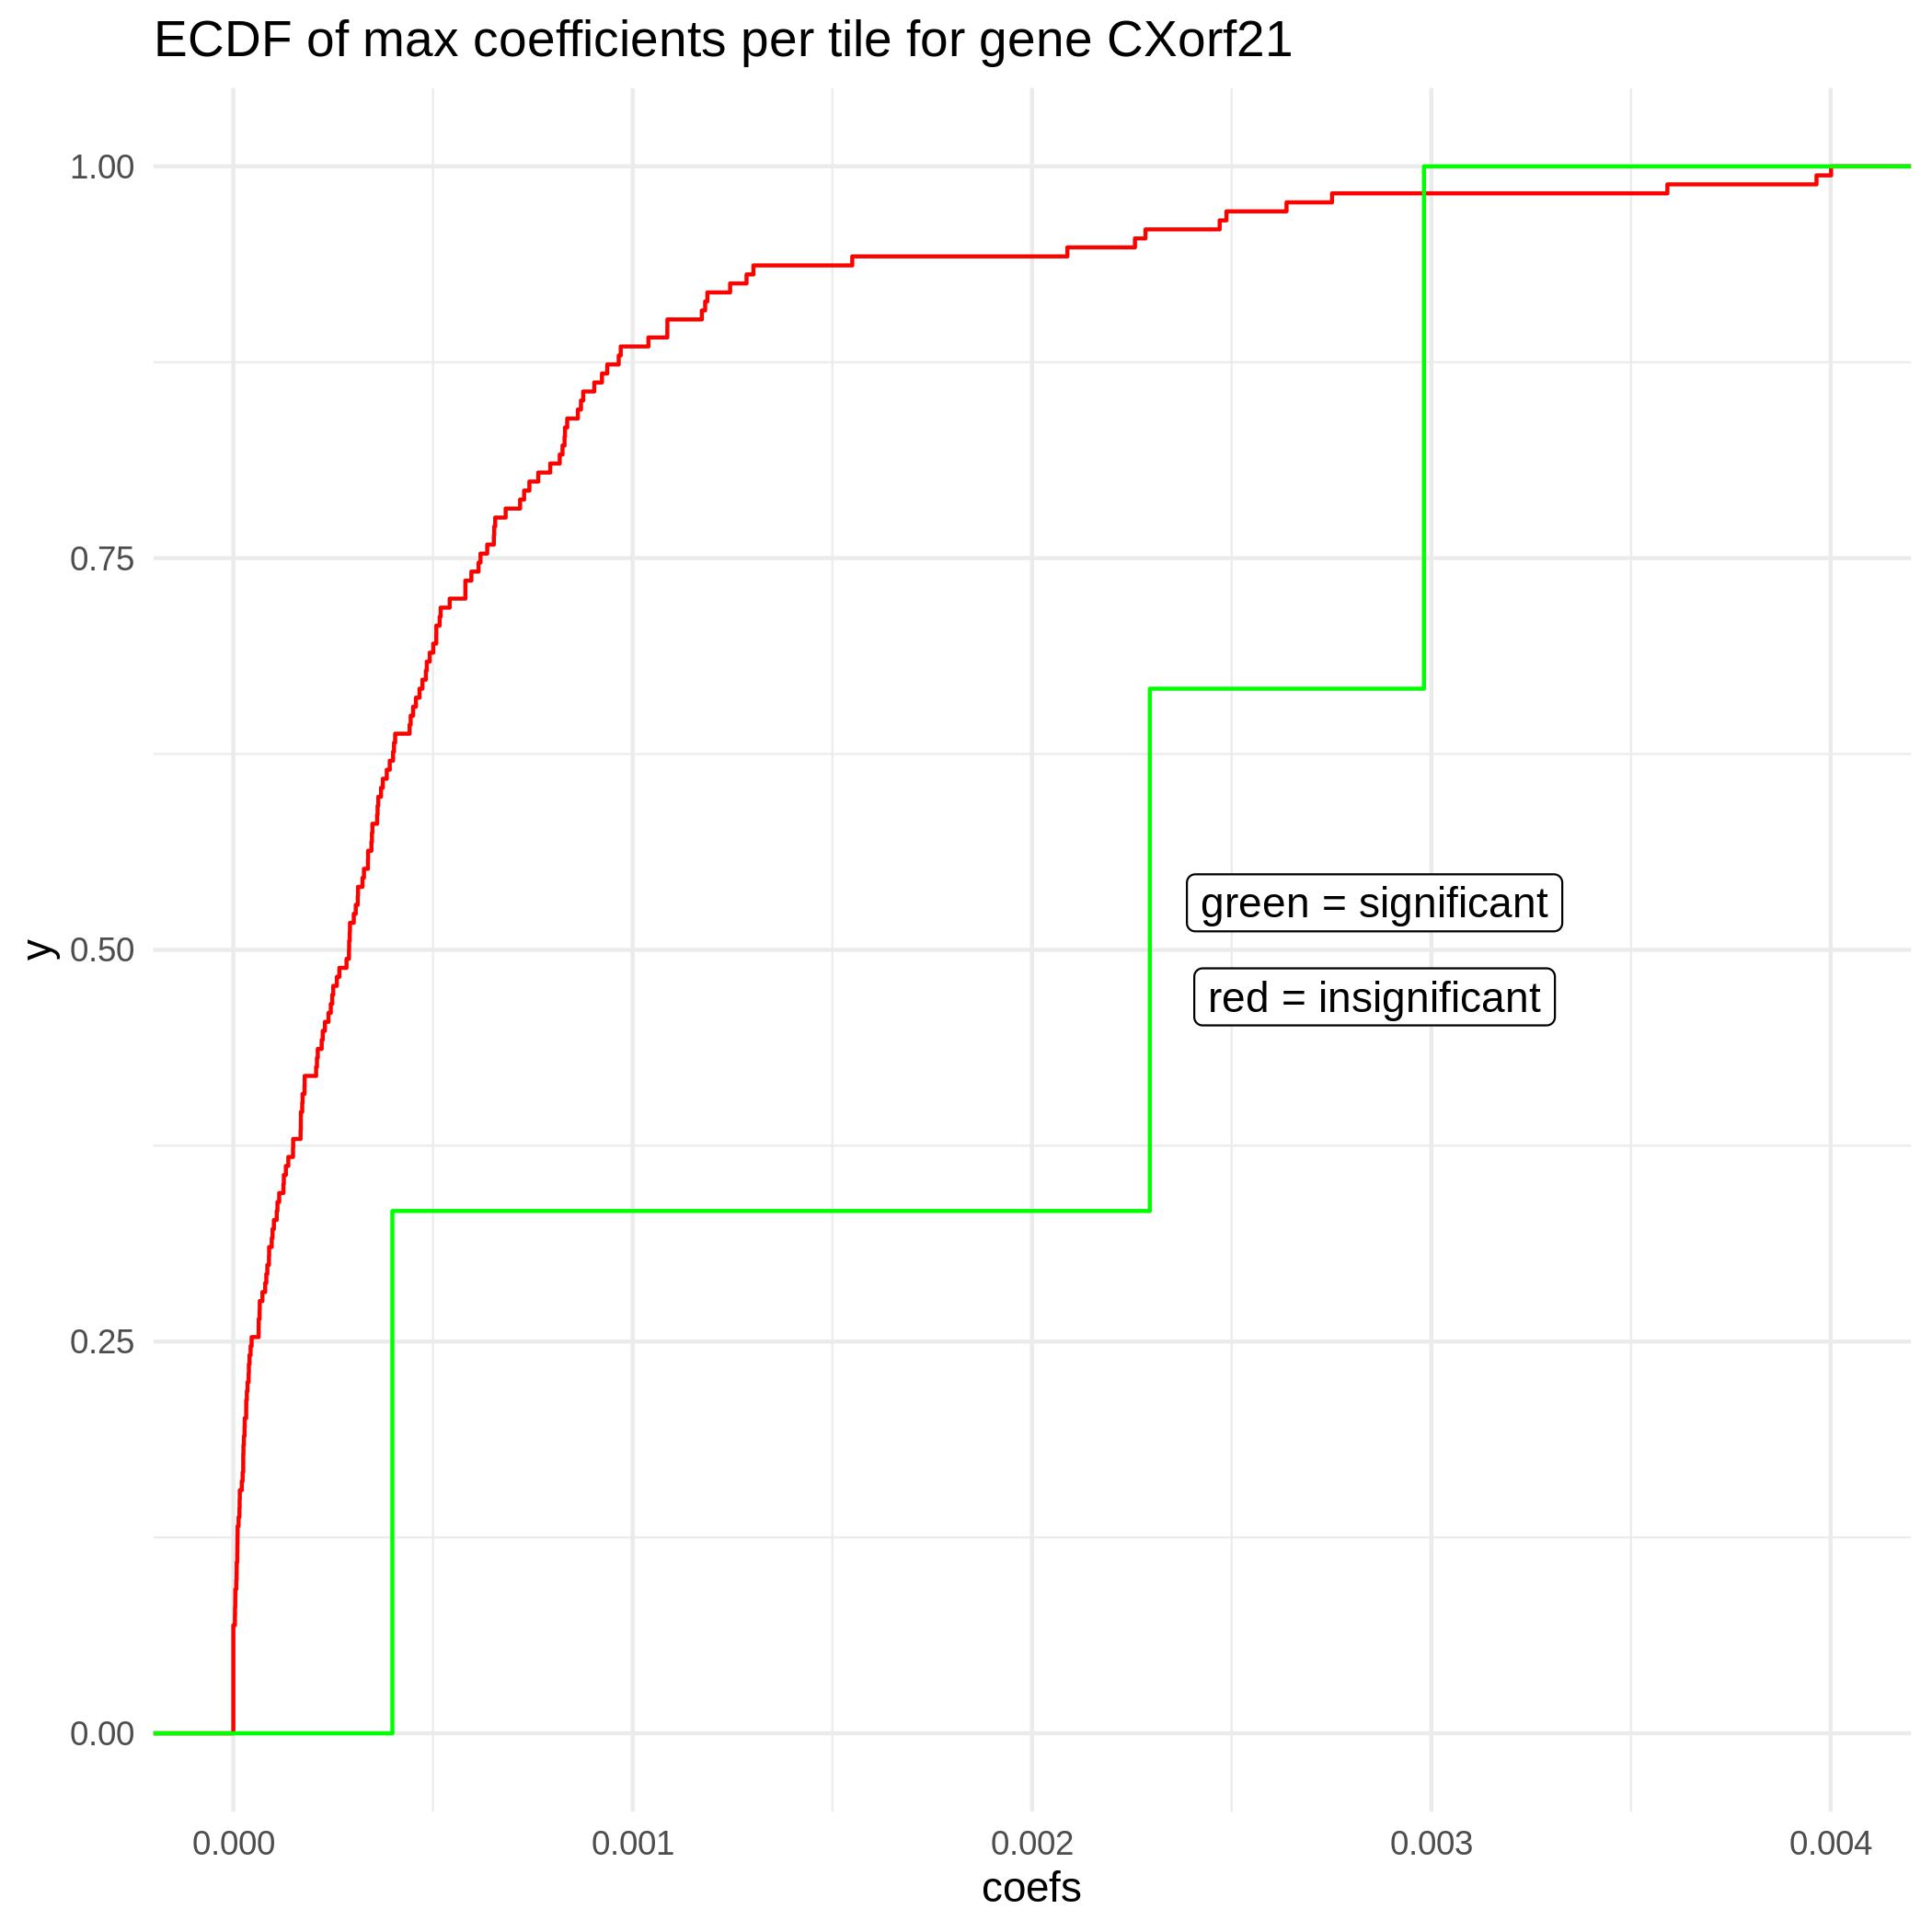 ECDF of max coefficients per tile for gene CXorf21
1.00
0.75
0.50
0.25
0.00
y
green = significant
red = insignificant
0.000 0.001 0.002 0.003 0.004
coefs